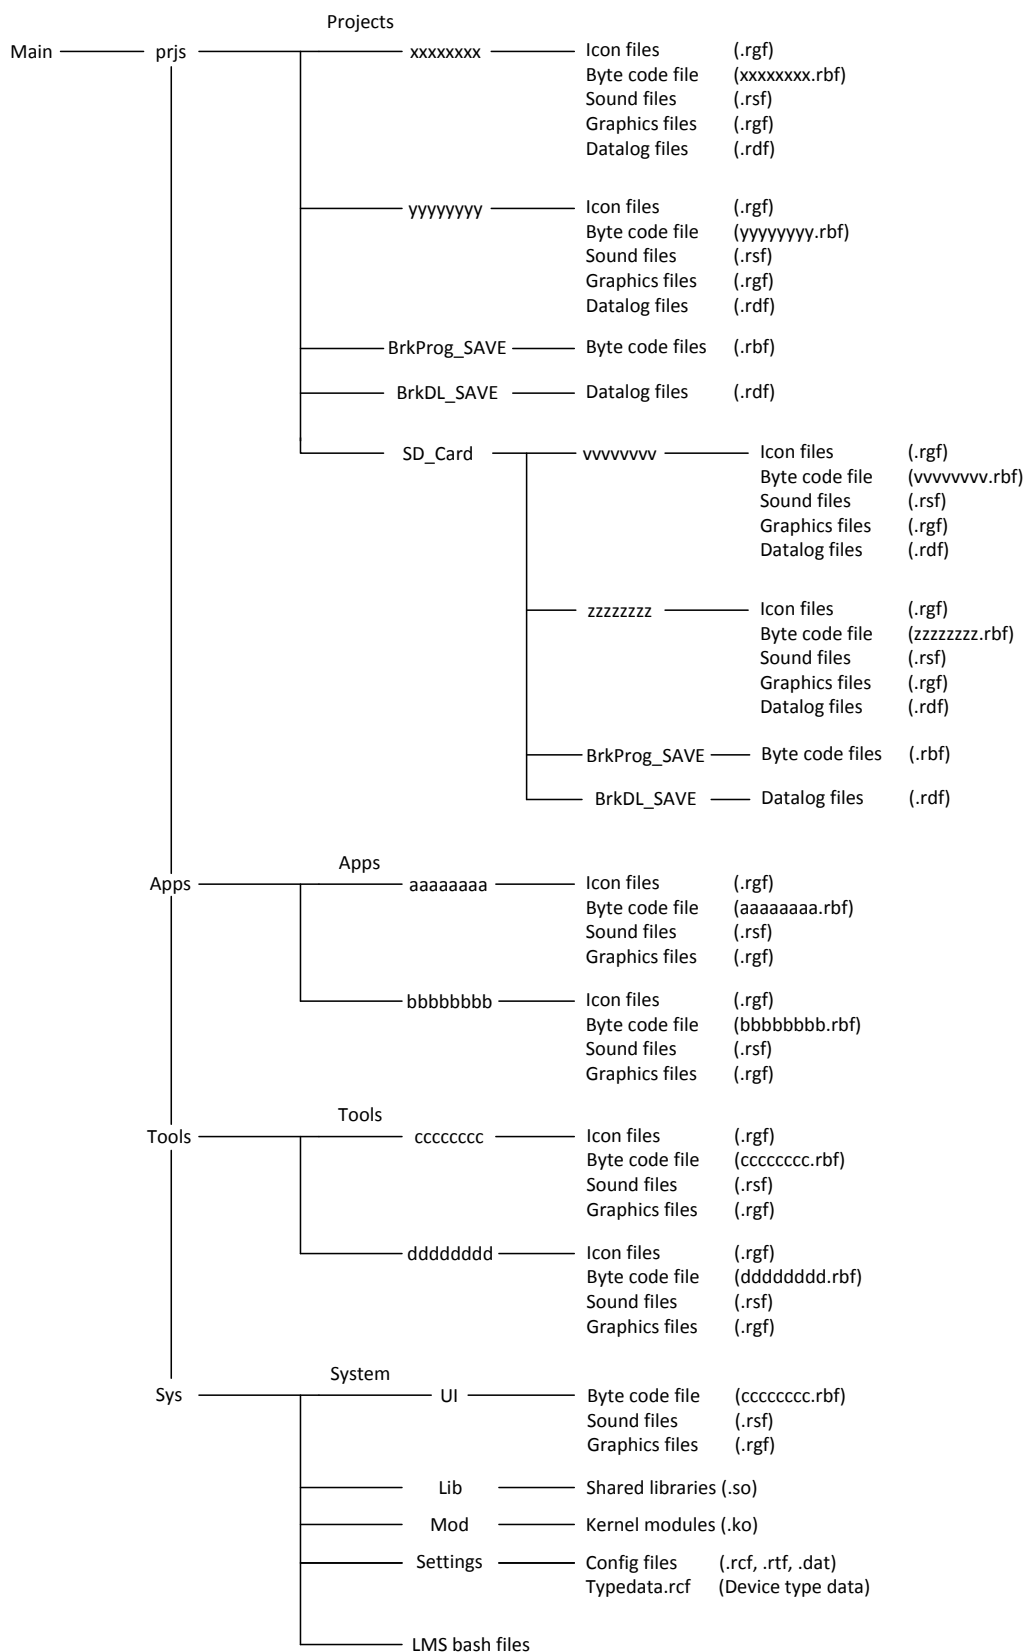 Projects
Main prjs xxxxxxxx Icon files (.rgf)
Byte code file (xxxxxxxx.rbf)
Sound files (.rsf)
Graphics files (.rgf)
Datalog files (.rdf)
yyyyyyyy Icon files (.rgf)
Byte code file (yyyyyyyy.rbf)
Sound files (.rsf)
Graphics files (.rgf)
Datalog files (.rdf)
BrkProg_SAVE Byte code files (.rbf)
BrkDL_SAVE Datalog files (.rdf)
SD_Card vvvvvvvv Icon files (.rgf)
Byte code file (vvvvvvvv.rbf)
Sound files (.rsf)
Graphics files (.rgf)
Datalog files (.rdf)
zzzzzzzz Icon files (.rgf)
Byte code file (zzzzzzzz.rbf)
Sound files (.rsf)
Graphics files (.rgf)
Datalog files (.rdf)
BrkProg_SAVE Byte code files (.rbf)
BrkDL_SAVE Datalog files (.rdf)
Apps
Apps aaaaaaaa Icon files (.rgf)
Byte code file (aaaaaaaa.rbf)
Sound files (.rsf)
Graphics files (.rgf)
bbbbbbbb Icon files (.rgf)
Byte code file (bbbbbbbb.rbf)
Sound files (.rsf)
Graphics files (.rgf)
Tools
Tools cccccccc Icon files (.rgf)
Byte code file (cccccccc.rbf)
Sound files (.rsf)
Graphics files (.rgf)
dddddddd Icon files (.rgf)
Byte code file (dddddddd.rbf)
Sound files (.rsf)
Graphics files (.rgf)
System
Sys UI Byte code file (cccccccc.rbf)
Sound files (.rsf)
Graphics files (.rgf)
Lib Shared libraries (.so)
Mod Kernel modules (.ko)
Settings Config files (.rcf, .rtf, .dat)
Typedata.rcf (Device type data)
LMS bash files